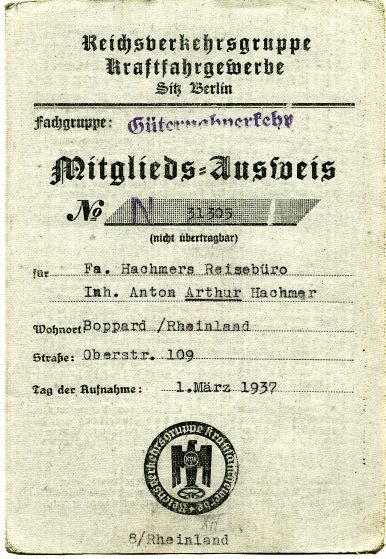 Reichsverkehrsgruppe
Kraftfahrgewerbe
Sitz Berlin
Fachgruppe: Güternahverkehr
Mitglieds-Ausweis
No N 31305
(nicht übertragbar)
für Fa. Hachmers Reisebüro
Inh. Anton Arthur Hachmer
Wohnort Boppard /Rheinland
Straße: Oberstr. 109
Tag der Aufnahme: 1.März 1937
Reichsverkehrsgruppe Kraftfahrgewerbe
8/Rheinland